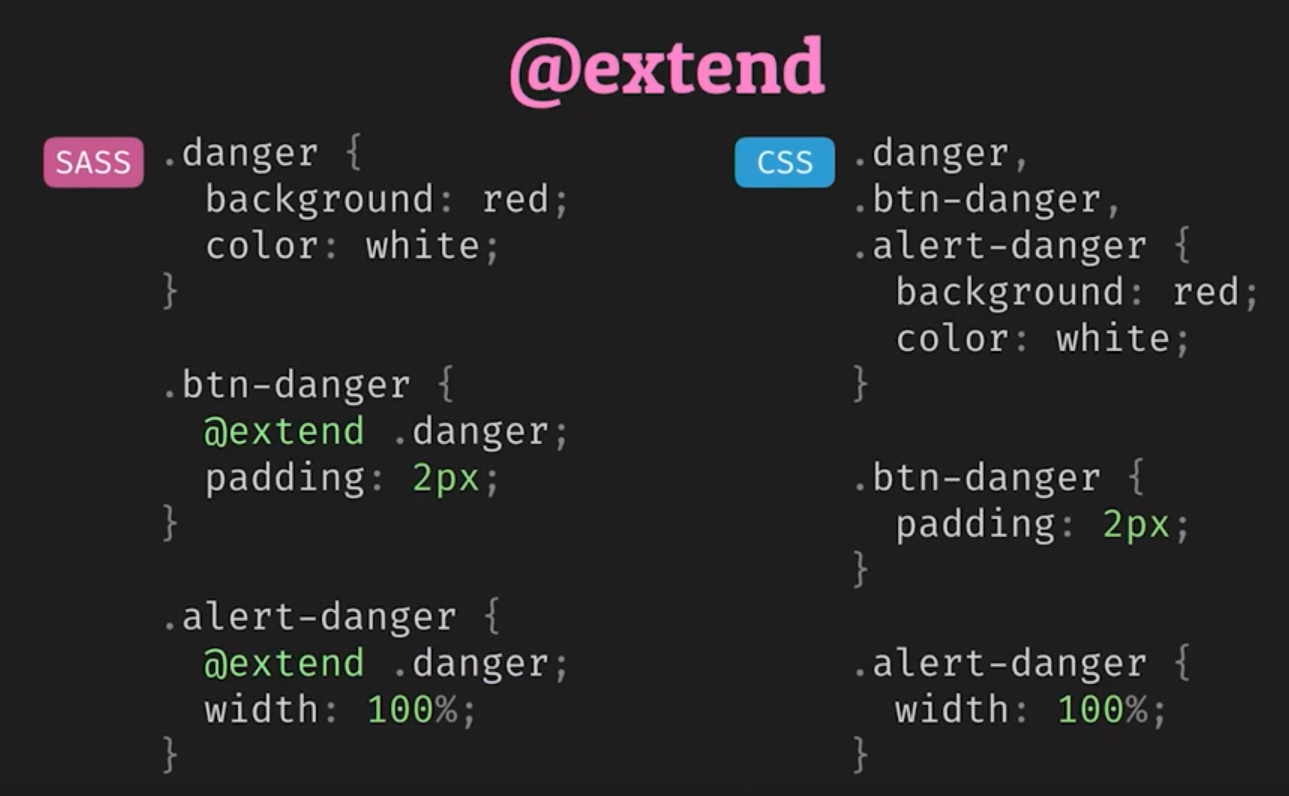 @extend
SASS
.danger {
  background: red;
  color: white;
}

.btn-danger {
  @extend .danger;
  padding: 2px;
}

.alert-danger {
  @extend .danger;
  width: 100%;
}
CSS
.danger,
.btn-danger,
.alert-danger {
  background: red;
  color: white;
}

.btn-danger {
  padding: 2px;
}

.alert-danger {
  width: 100%;
}